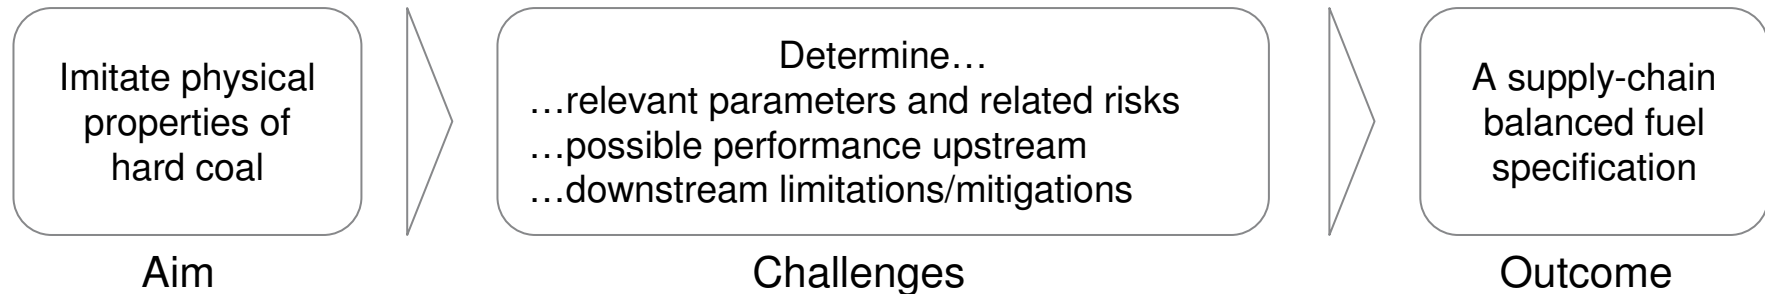 Imitate physical
properties of
hard coal
Determine…
…relevant parameters and related risks
…possible performance upstream
…downstream limitations/mitigations
A supply-chain
balanced fuel
specification
Aim
Challenges
Outcome